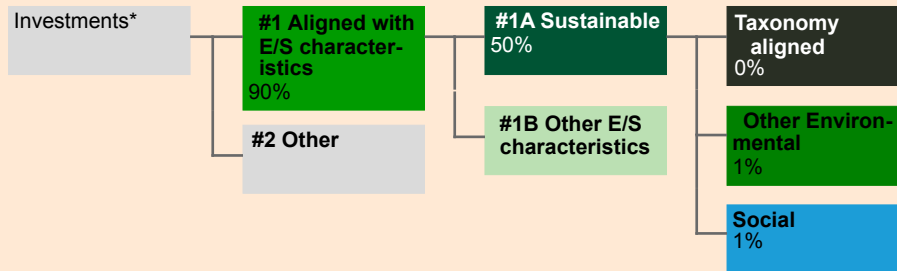 Investments*
#1 Aligned with
E/S character-
istics
90%
#2 Other
#1A Sustainable
50%
#1B Other E/S
characteristics
Taxonomy
aligned
0%
Other Environ-
mental
1%
Social
1%